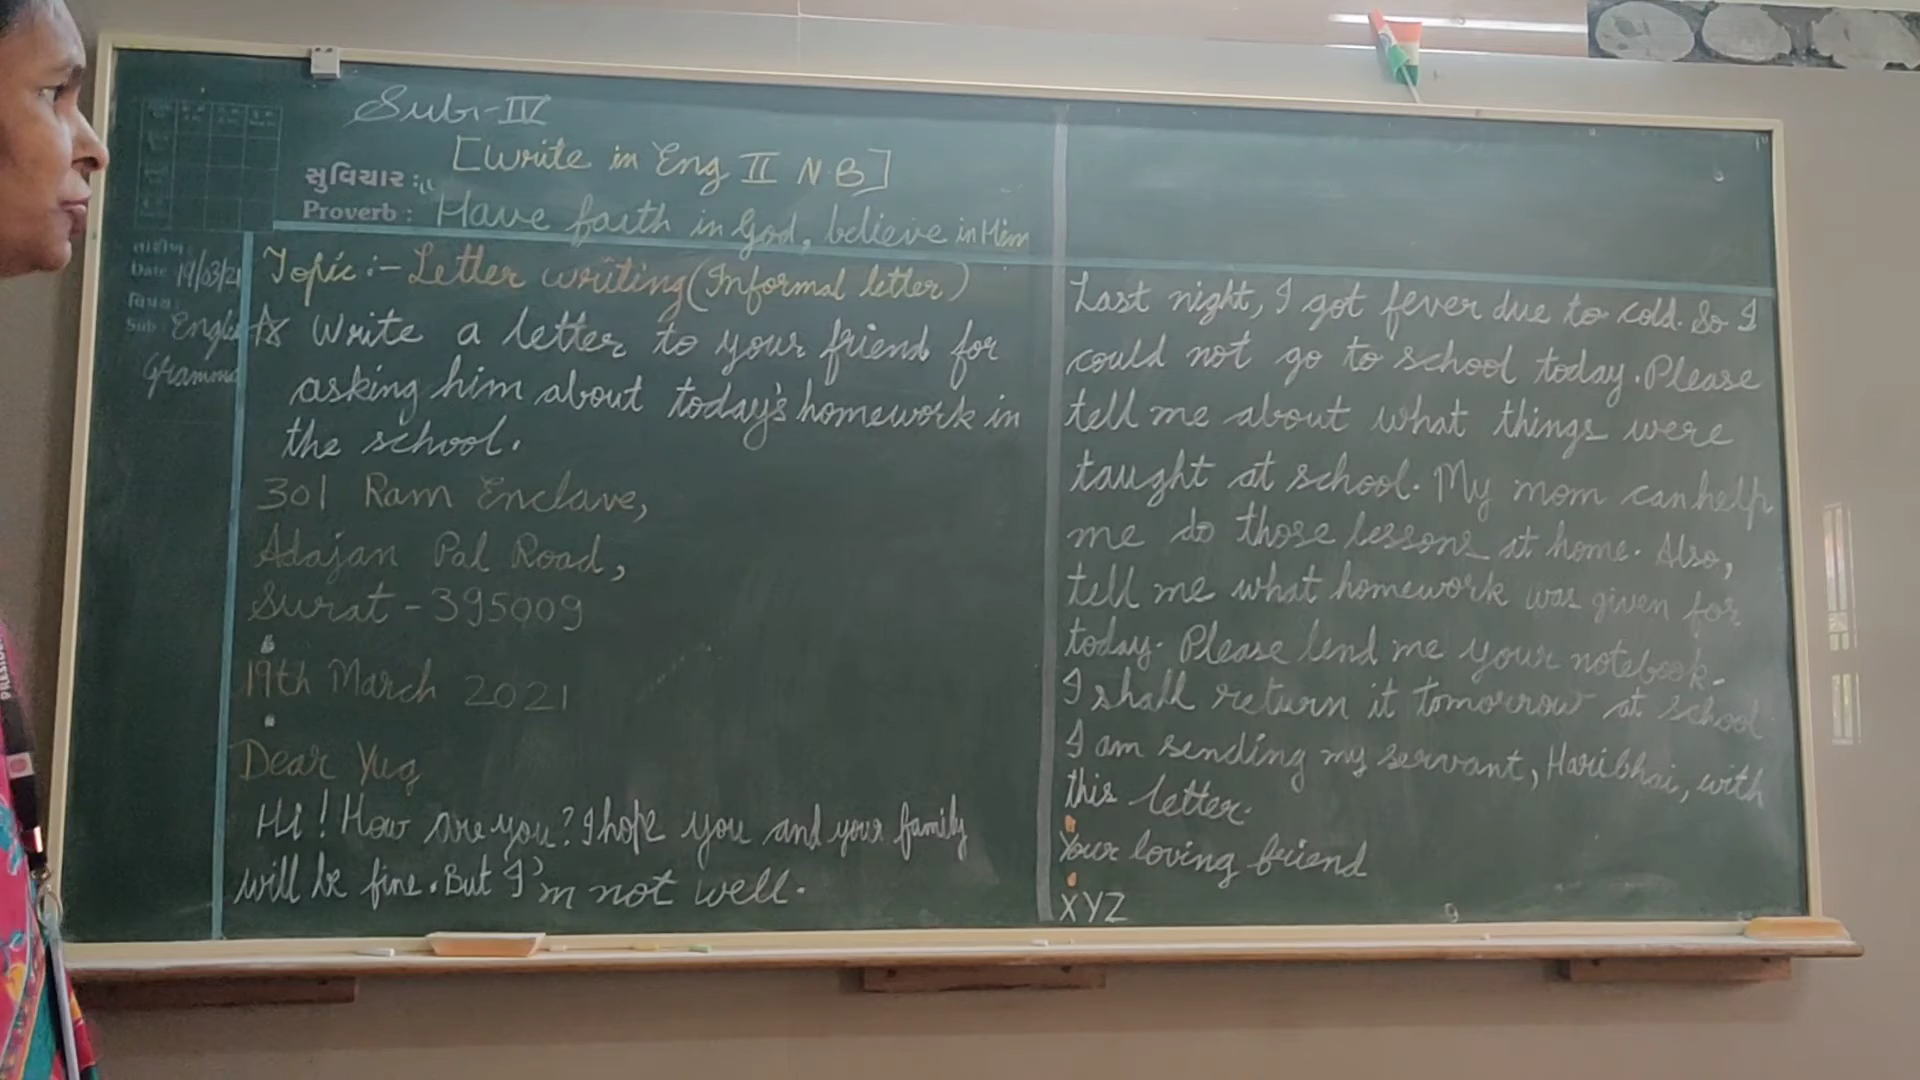 Sub:-IV
[Write in Eng II N.B]
સુવિચાર :
Proverb : Have faith in God, believe in Him
તારીખ :
Date 19/03/21
વિષય :
Sub : English
Grammar
Topic :- Letter writing (Informal letter)
☆ Write a letter to your friend for
asking him about today's homework in
the school.
301 Ram Enclave,
Adajan Pal Road,
Surat - 395009
19th March 2021
Dear Yug
Hi! How are you? I hope you and your family
will be fine. But I'm not well.
Last night, I got fever due to cold. So I
could not go to school today. Please
tell me about what things were
taught at school. My mom can help
me do those lessons at home. Also,
tell me what homework was given for
today. Please lend me your notebook.
I shall return it tomorrow at school
I am sending my servant, Haribhai, with
this letter.
Your loving friend
XYZ
9
PRESIDE